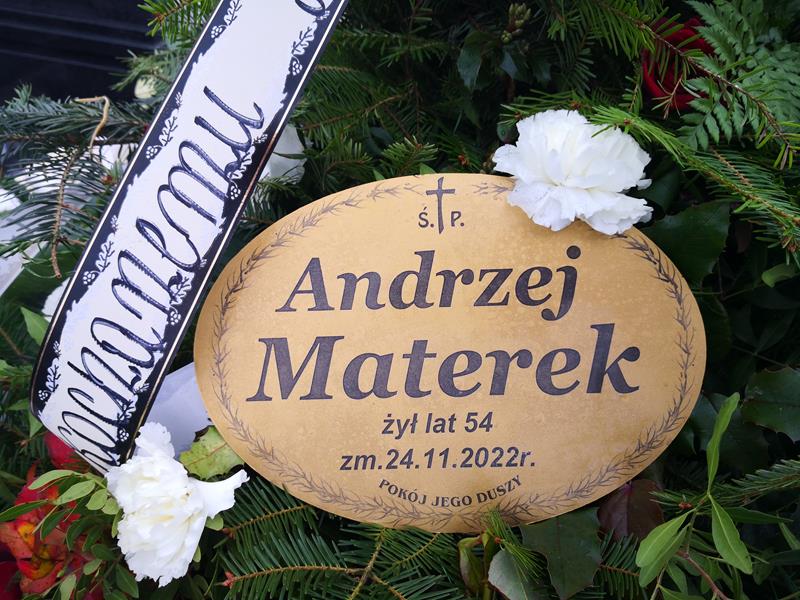 Ś. P.
Andrzej
Materek
żył lat 54
zm.24.11.2022r.
POKÓJ JEGO DUSZY